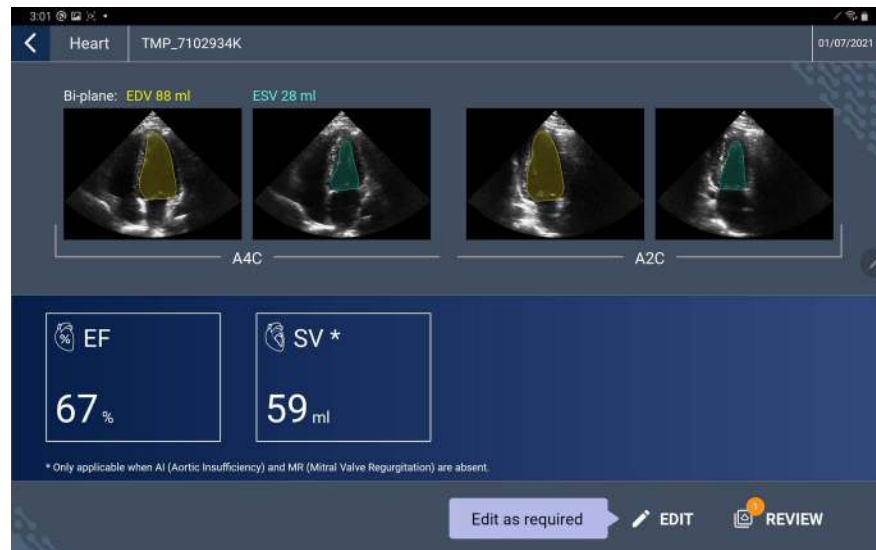 3:01
Heart TMP_7102934K 01/07/2021
Bi-plane: EDV 88 ml ESV 28 ml
A4C A2C
% EF SV *
67 % 59 ml
* Only applicable when AI (Aortic Insufficiency) and MR (Mitral Valve Regurgitation) are absent.
Edit as required EDIT 1 REVIEW